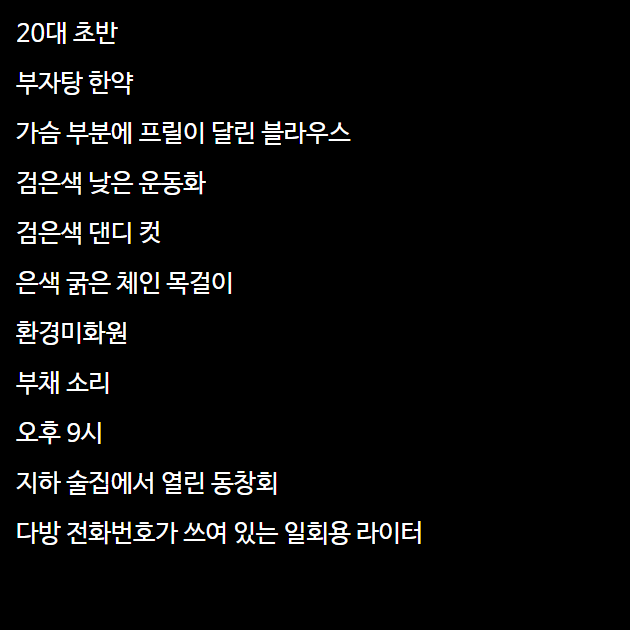 20대 초반
부자탕 한약
가슴 부분에 프릴이 달린 블라우스
검은색 낮은 운동화
검은색 댄디 컷
은색 굵은 체인 목걸이
환경미화원
부채 소리
오후 9시
지하 술집에서 열린 동창회
다방 전화번호가 쓰여 있는 일회용 라이터